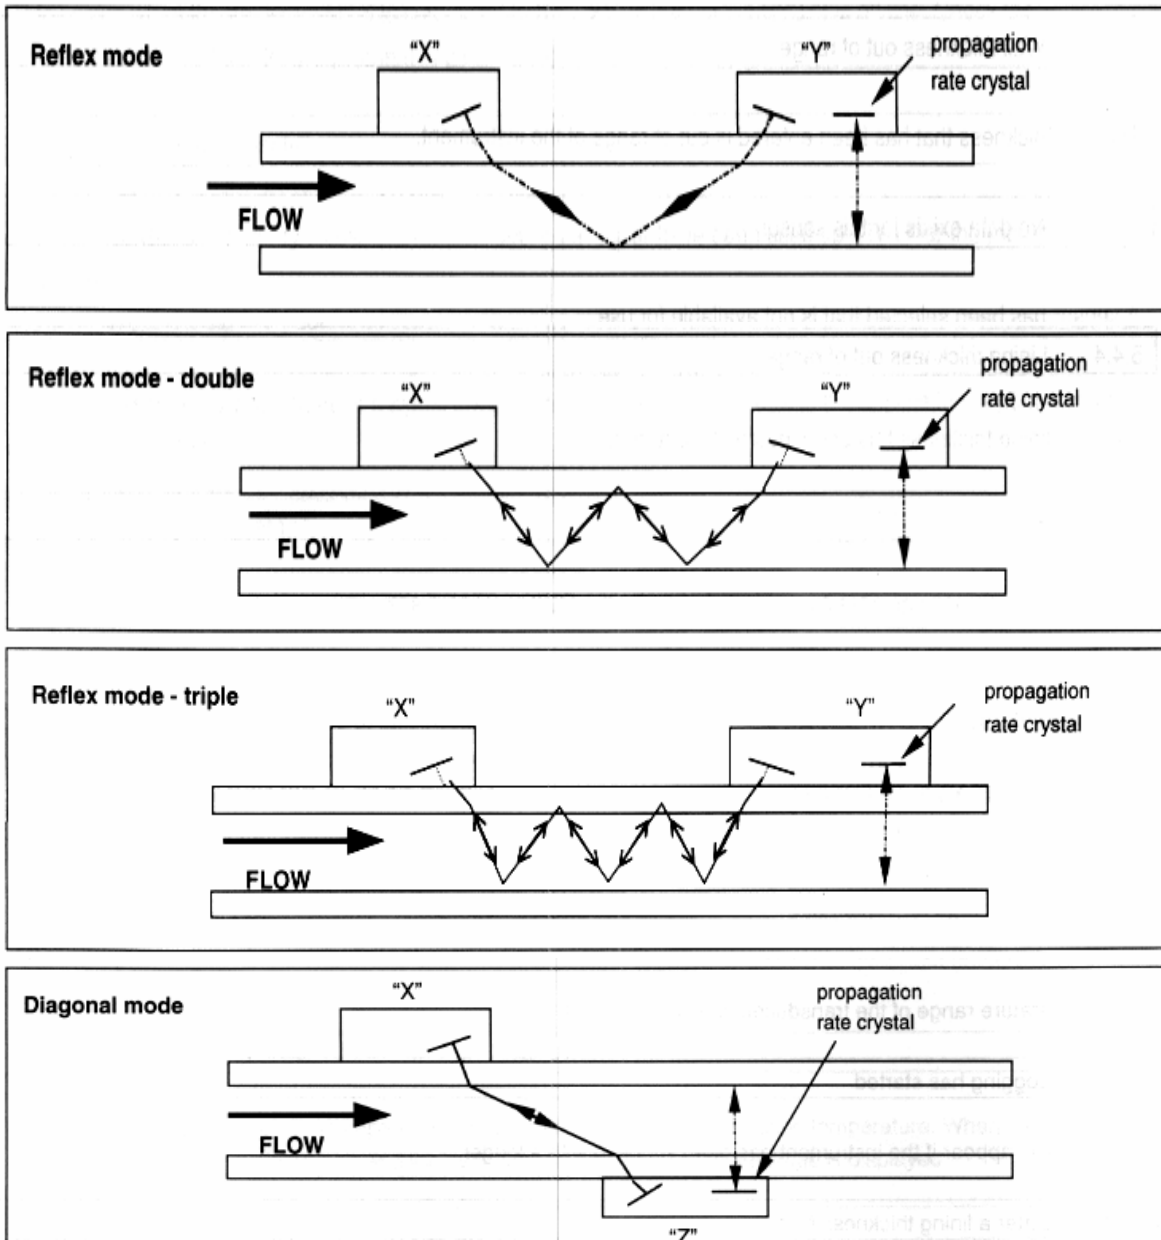 Reflex mode
"X"
"Y"
propagation
rate crystal
FLOW
Reflex mode - double
"X"
"Y"
propagation
rate crystal
FLOW
Reflex mode - triple
"X"
"Y"
propagation
rate crystal
FLOW
Diagonal mode
"X"
propagation
rate crystal
FLOW
"Z"